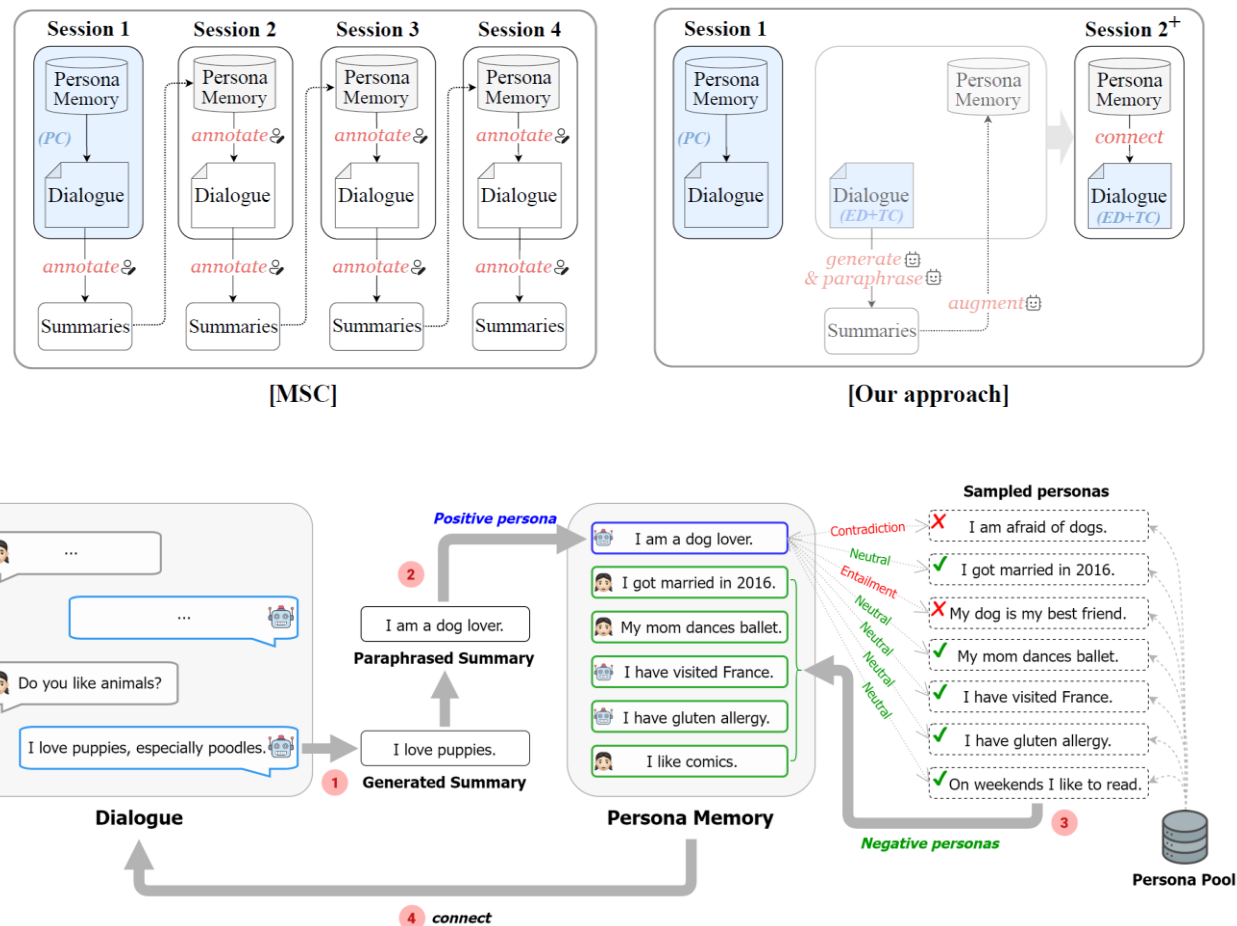 Session 1
Session 2
Session 3
Session 4
Persona
Memory
Persona
Memory
Persona
Memory
Persona
Memory
(PC)
annotate
annotate
annotate
Dialogue
Dialogue
Dialogue
Dialogue
annotate
annotate
annotate
annotate
Summaries
Summaries
Summaries
Summaries
[MSC]
Session 1
Session 2+
Persona
Memory
Persona
Memory
Persona
Memory
(PC)
connect
Dialogue
Dialogue
(ED+TC)
Dialogue
(ED+TC)
generate
& paraphrase
augment
Summaries
[Our approach]
...
...
Do you like animals?
I love puppies, especially poodles.
Dialogue
1
I love puppies.
Generated Summary
2
I am a dog lover.
Paraphrased Summary
Positive persona
I am a dog lover.
I got married in 2016.
My mom dances ballet.
I have visited France.
I have gluten allergy.
I like comics.
Persona Memory
Contradiction
Neutral
Entailment
Neutral
Neutral
Neutral
Neutral
Sampled personas
I am afraid of dogs.
I got married in 2016.
My dog is my best friend.
My mom dances ballet.
I have visited France.
I have gluten allergy.
On weekends I like to read.
3
Negative personas
Persona Pool
4 connect